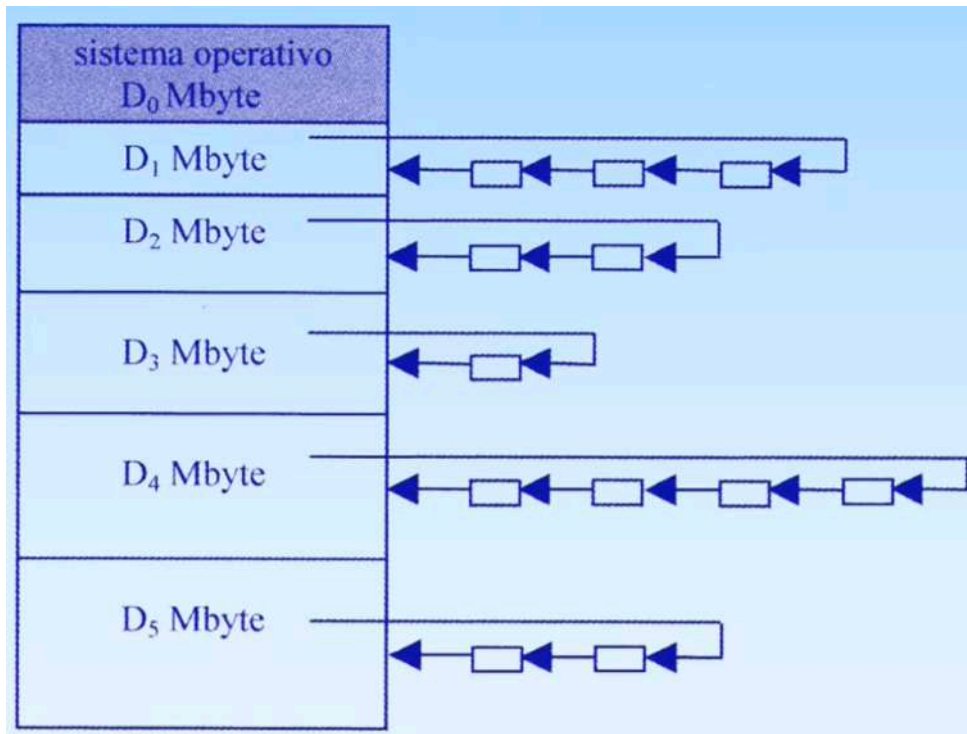 sistema operativo
D₀ Mbyte
D₁ Mbyte
D₂ Mbyte
D₃ Mbyte
D₄ Mbyte
D₅ Mbyte